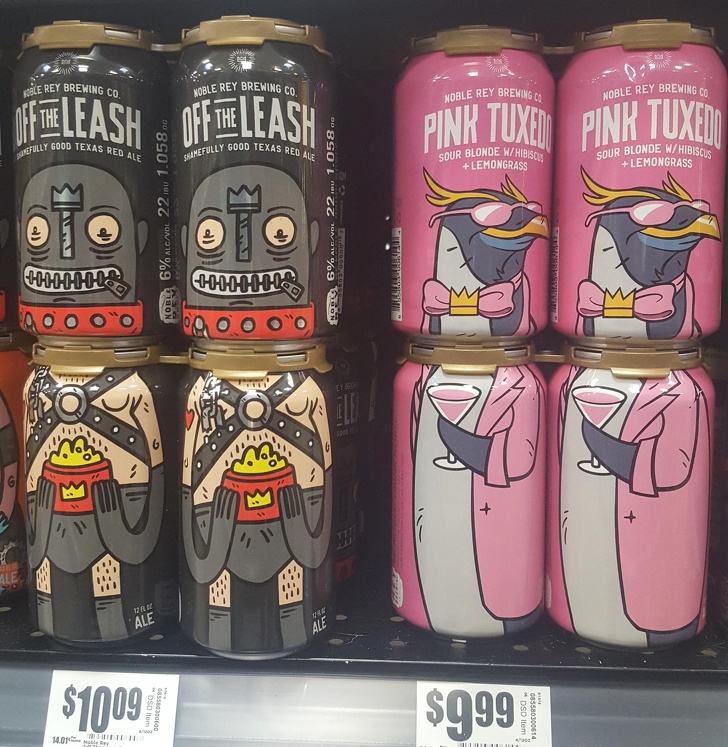 NOBLE REY BREWING CO.
OFF THE LEASH
SHAMEFULLY GOOD TEXAS RED ALE
6% ALC/VOL 22 IBU 1.058 OG
NOBLE REY BREWING CO.
OFF THE LEASH
SHAMEFULLY GOOD TEXAS RED ALE
6% ALC/VOL 22 IBU 1.058 OG
NOBLE REY BREWING CO.
PINK TUXEDO
SOUR BLONDE W/HIBISCUS
+ LEMONGRASS
NOBLE REY BREWING CO.
PINK TUXEDO
SOUR BLONDE W/HIBISCUS
+ LEMONGRASS
ALE
12 FL OZ
ALE
12 FL OZ
ALE
$10.09
DSD Item
14.01¢
Noble Rey
$9.99
DSD Item